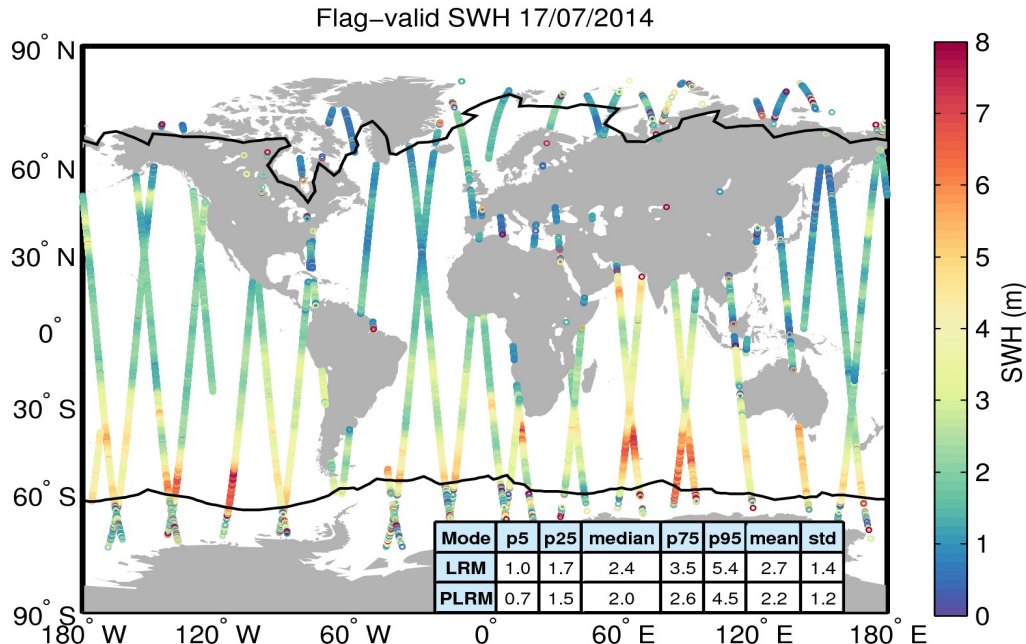 Flag−valid SWH 17/07/2014
90° N
60° N
30° N
0°
30° S
60° S
90° S
180° W
120° W
60° W
0°
60° E
120° E
180° E
8
7
6
5
4
3
2
1
0
SWH (m)
Mode p5 p25 median p75 p95 mean std
LRM 1.0 1.7 2.4 3.5 5.4 2.7 1.4
PLRM 0.7 1.5 2.0 2.6 4.5 2.2 1.2